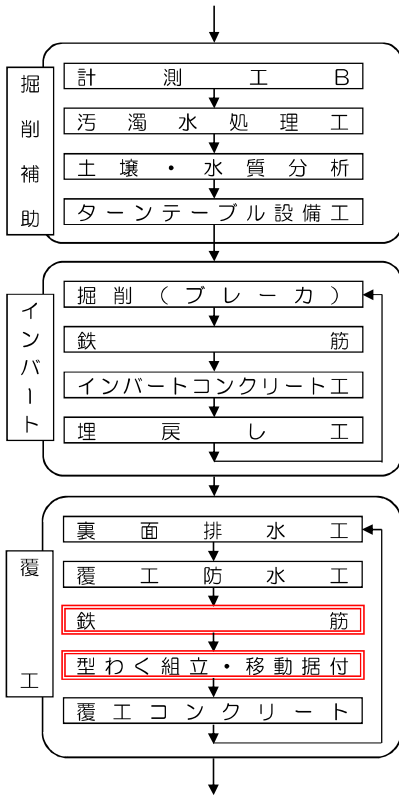 掘削補助
計測工B
汚濁水処理工
土壌・水質分析
ターンテーブル設備工
インバート
掘削(ブレーカ)
鉄筋
インバートコンクリート工
埋戻し工
覆工
裏面排水工
覆工防水工
鉄筋
型わく組立・移動据付
覆工コンクリート